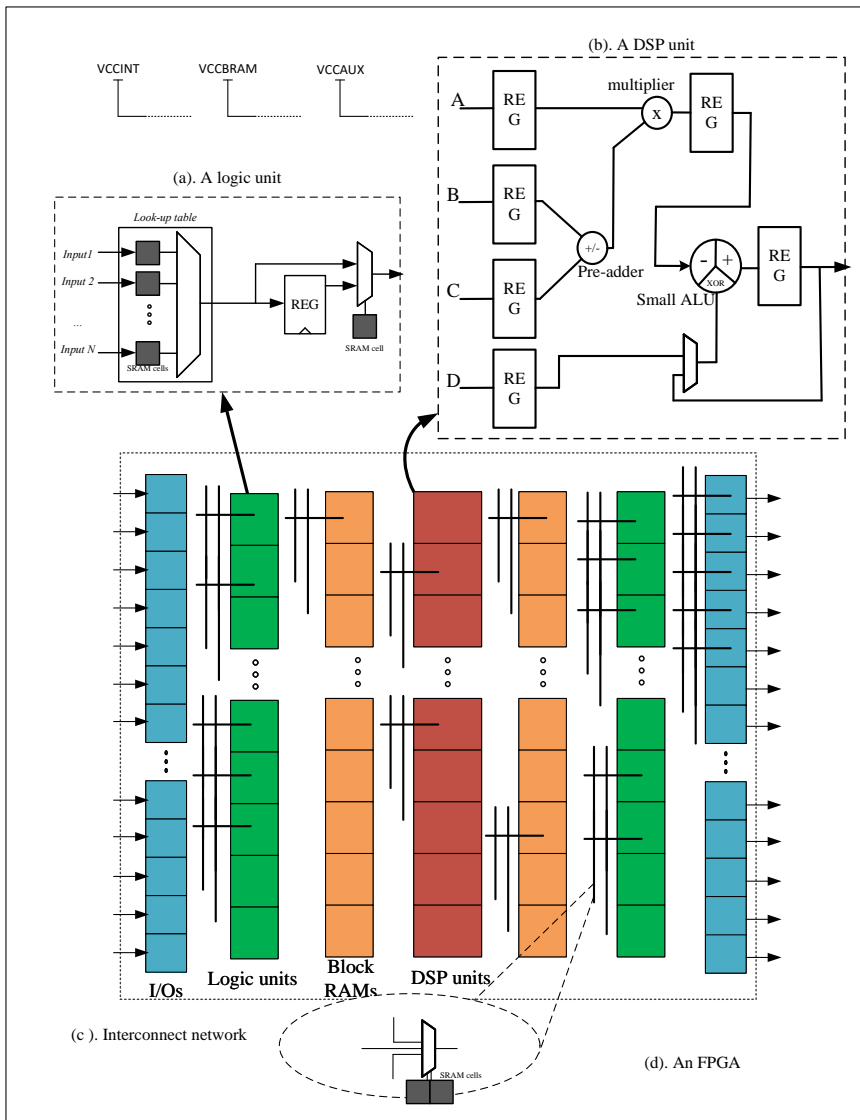 VCCINT
VCCBRAM
VCCAUX
(a). A logic unit
Look-up table
Input1
Input 2
...
Input N
SRAM cells
REG
SRAM cell
(b). A DSP unit
A
RE
G
multiplier
x
RE
G
B
RE
G
+/-
Pre-adder
C
RE
G
-
+
XOR
Small ALU
RE
G
D
RE
G
I/Os
Logic units
Block
RAMs
DSP units
(c ). Interconnect network
SRAM cells
(d). An FPGA